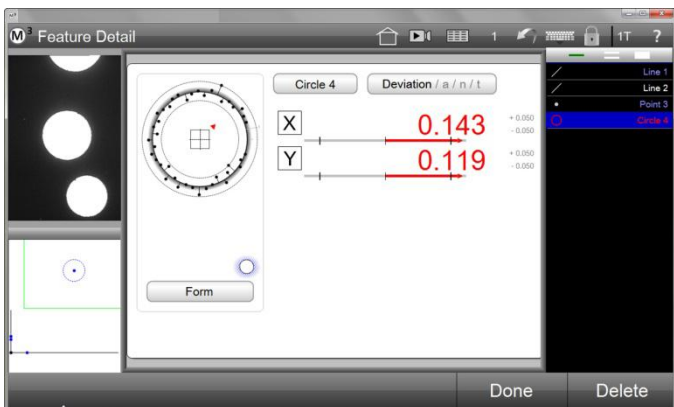 M³
M³ Feature Detail
1
1T
?
Circle 4
Deviation / a / n / t
X
0.143
+ 0.050
- 0.050
Y
0.119
+ 0.050
- 0.050
Form
Line 1
Line 2
Point 3
Circle 4
Done
Delete